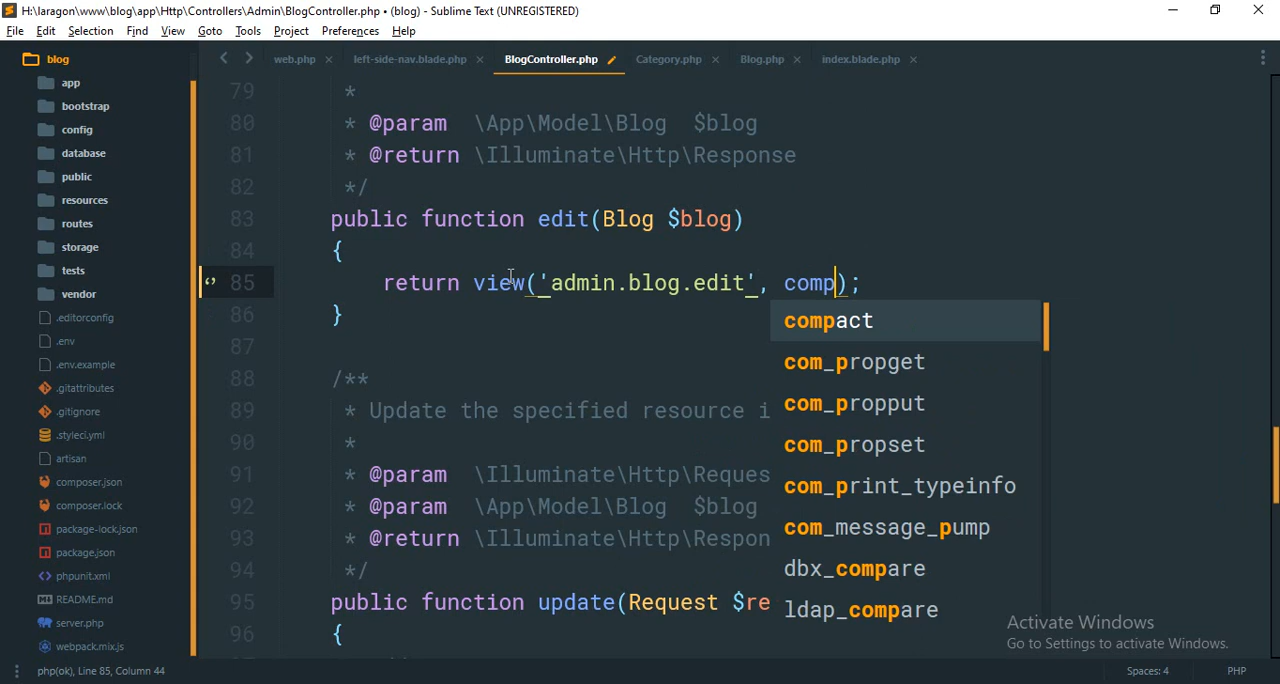 H:\laragon\www\blog\app\Http\Controllers\Admin\BlogController.php • (blog) - Sublime Text (UNREGISTERED)
File Edit Selection Find View Goto Tools Project Preferences Help
blog
app
bootstrap
config
database
public
resources
routes
storage
tests
vendor
.editorconfig
.env
.env.example
.gitattributes
.gitignore
.styleci.yml
artisan
composer.json
composer.lock
package-lock.json
package.json
phpunit.xml
README.md
server.php
webpack.mix.js
web.php left-side-nav.blade.php BlogController.php Category.php Blog.php index.blade.php
79 *
80 * @param \App\Model\Blog $blog
81 * @return \Illuminate\Http\Response
82 */
83 public function edit(Blog $blog)
84 {
85 return view('admin.blog.edit', comp);
86 }
87
88 /**
89 * Update the specified resource i
90 *
91 * @param \Illuminate\Http\Reques
92 * @param \App\Model\Blog $blog
93 * @return \Illuminate\Http\Respon
94 */
95 public function update(Request $re
96 {
compact
com_propget
com_propput
com_propset
com_print_typeinfo
com_message_pump
dbx_compare
ldap_compare
Activate Windows
Go to Settings to activate Windows.
php(ok), Line 85, Column 44 Spaces: 4 PHP